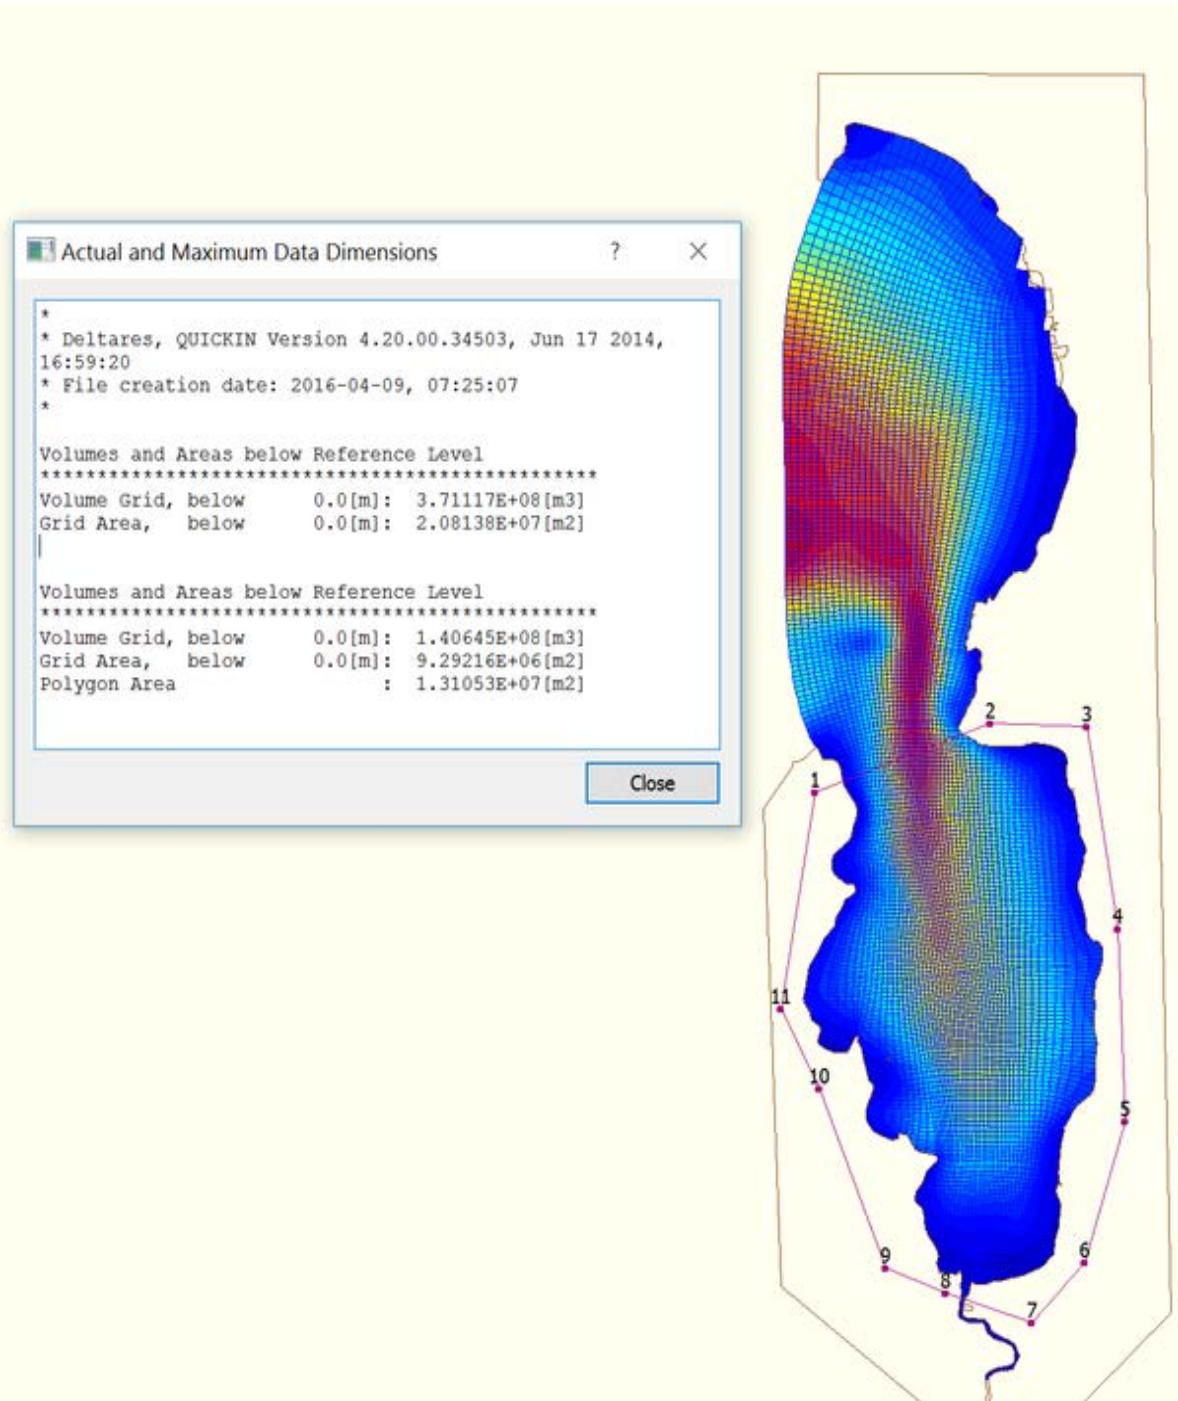 Actual and Maximum Data Dimensions
?
*
* Deltares, QUICKIN Version 4.20.00.34503, Jun 17 2014,
16:59:20
* File creation date: 2016-04-09, 07:25:07
*
Volumes and Areas below Reference Level
*************************************************
Volume Grid, below 0.0[m]: 3.71117E+08[m3]
Grid Area, below 0.0[m]: 2.08138E+07[m2]
Volumes and Areas below Reference Level
*************************************************
Volume Grid, below 0.0[m]: 1.40645E+08[m3]
Grid Area, below 0.0[m]: 9.29216E+06[m2]
Polygon Area : 1.31053E+07[m2]
Close
1
2
3
4
5
6
7
8
9
10
11